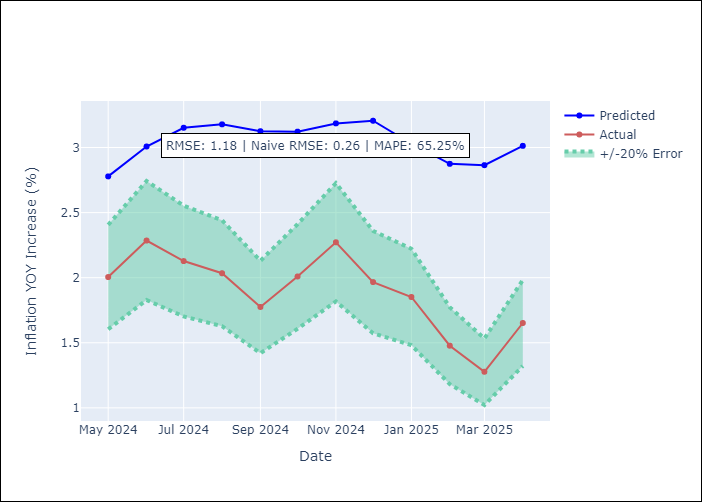 RMSE: 1.18 | Naive RMSE: 0.26 | MAPE: 65.25%
Predicted
Actual
+/-20% Error
Inflation YOY Increase (%)
3
2.5
2
1.5
1
May 2024
Jul 2024
Sep 2024
Nov 2024
Jan 2025
Mar 2025
Date